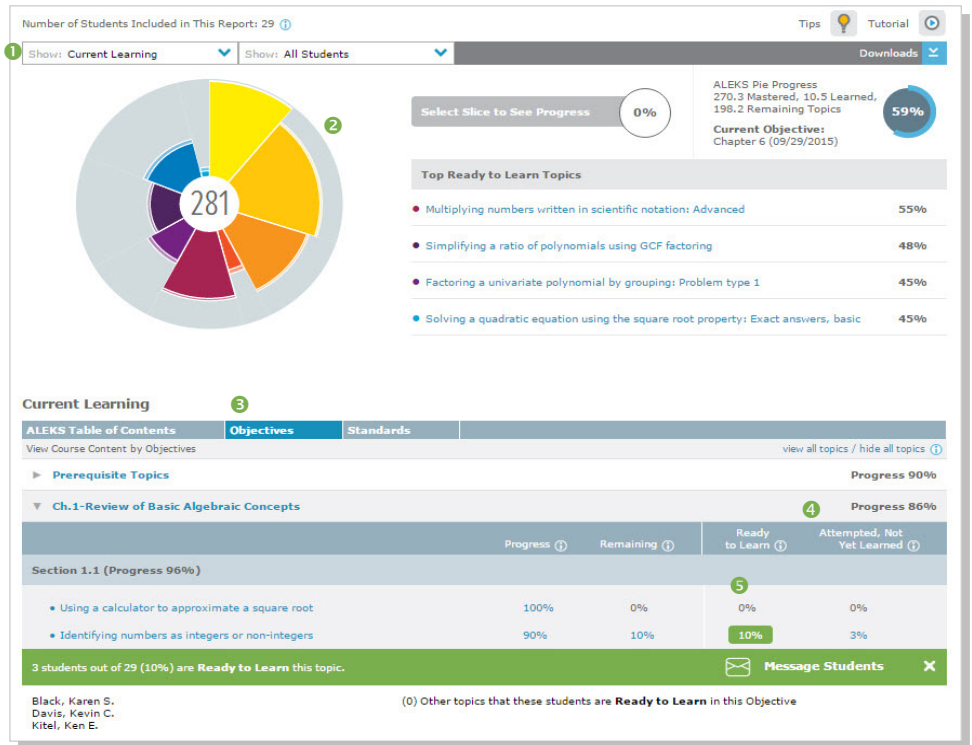 Number of Students Included in This Report: 29
Tips
Tutorial
1
Show: Current Learning
Show: All Students
Downloads
2
281
Select Slice to See Progress
0%
ALEKS Pie Progress
270.3 Mastered, 10.5 Learned,
198.2 Remaining Topics
Current Objective:
Chapter 6 (09/29/2015)
59%
Top Ready to Learn Topics
• Multiplying numbers written in scientific notation: Advanced 55%
• Simplifying a ratio of polynomials using GCF factoring 48%
• Factoring a univariate polynomial by grouping: Problem type 1 45%
• Solving a quadratic equation using the square root property: Exact answers, basic 45%
Current Learning
3
ALEKS Table of Contents Objectives Standards
View Course Content by Objectives view all topics / hide all topics
Prerequisite Topics Progress 90%
Ch.1-Review of Basic Algebraic Concepts Progress 86%
4
Progress Remaining Ready to Learn Attempted, Not Yet Learned
Section 1.1 (Progress 96%)
5
• Using a calculator to approximate a square root 100% 0% 0% 0%
• Identifying numbers as integers or non-integers 90% 10% 10% 3%
3 students out of 29 (10%) are Ready to Learn this topic. Message Students X
Black, Karen S. (0) Other topics that these students are Ready to Learn in this Objective
Davis, Kevin C.
Kitel, Ken E.